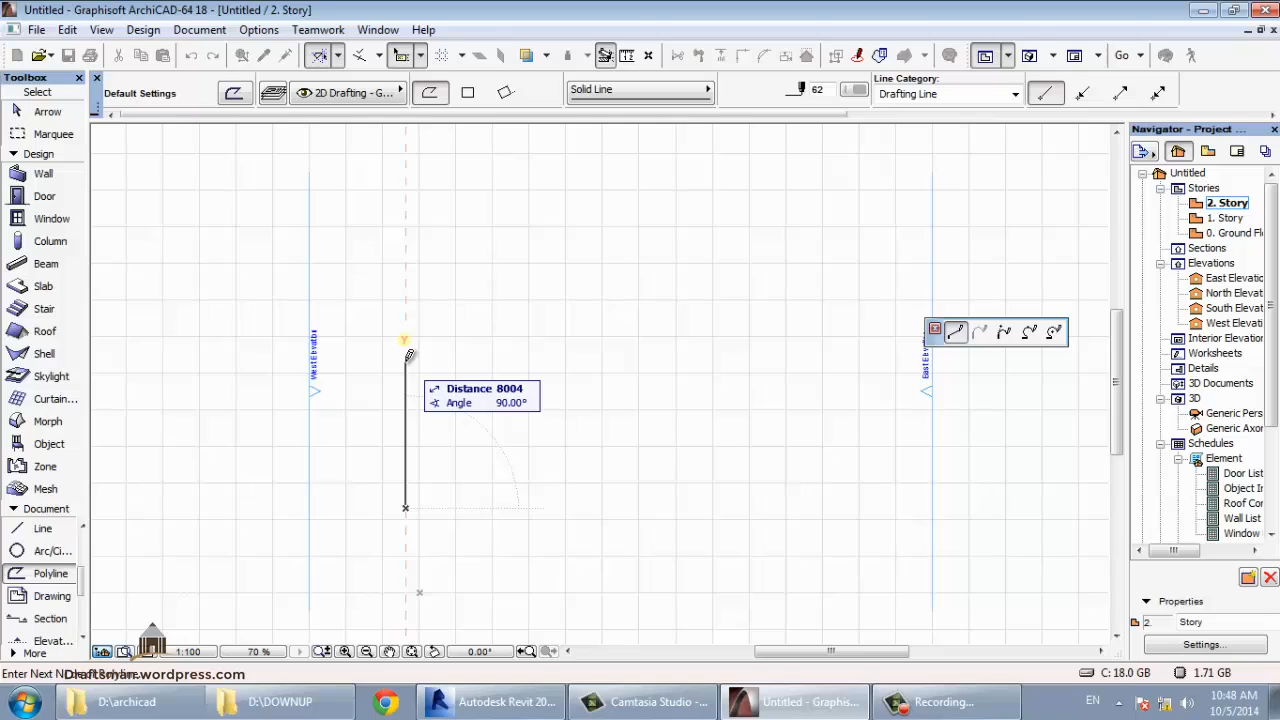 Untitled - Graphisoft ArchiCAD-64 18 - [Untitled / 2. Story]
File Edit View Design Document Options Teamwork Window Help
Go
Toolbox
Select
Arrow
Marquee
Design
Wall
Door
Window
Column
Beam
Slab
Stair
Roof
Shell
Skylight
Curtain...
Morph
Object
Zone
Mesh
Document
Line
Arc/Ci...
Polyline
Drawing
Section
Elevat...
More
Default Settings
2D Drafting - G...
Solid Line
62
Line Category:
Drafting Line
Y
Distance 8004
Angle 90.00°
Navigator - Project ...
Untitled
Stories
2. Story
1. Story
0. Ground Fl
Sections
Elevations
East Elevatio
North Elevat
South Elevat
West Elevati
Interior Elevation
Worksheets
Details
3D Documents
3D
Generic Pers
Generic Axor
Schedules
Element
Door List
Object In
Roof Cor
Wall List
Window
Properties
2. Story
Settings...
1:100 70 % 0.00°
Enter Next N
Draftsolyne.wordpress.com
C: 18.0 GB 1.71 GB
D:\archicad
D:\DOWNUP
Autodesk Revit 20...
Camtasia Studio -...
Untitled - Graphis...
Recording...
EN
10:48 AM
10/5/2014